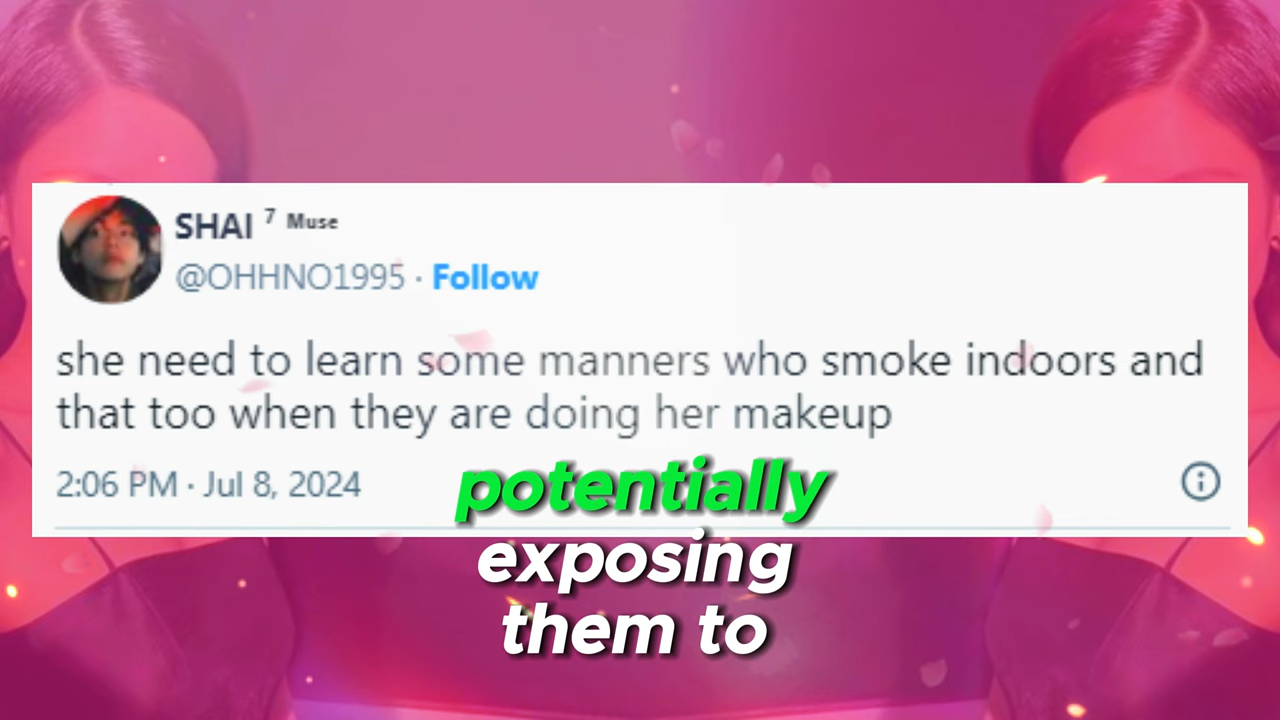 SHAI ⁷ Muse
@OHHNO1995 · Follow
she need to learn some manners who smoke indoors and
that too when they are doing her makeup
2:06 PM · Jul 8, 2024
potentially
exposing
them to